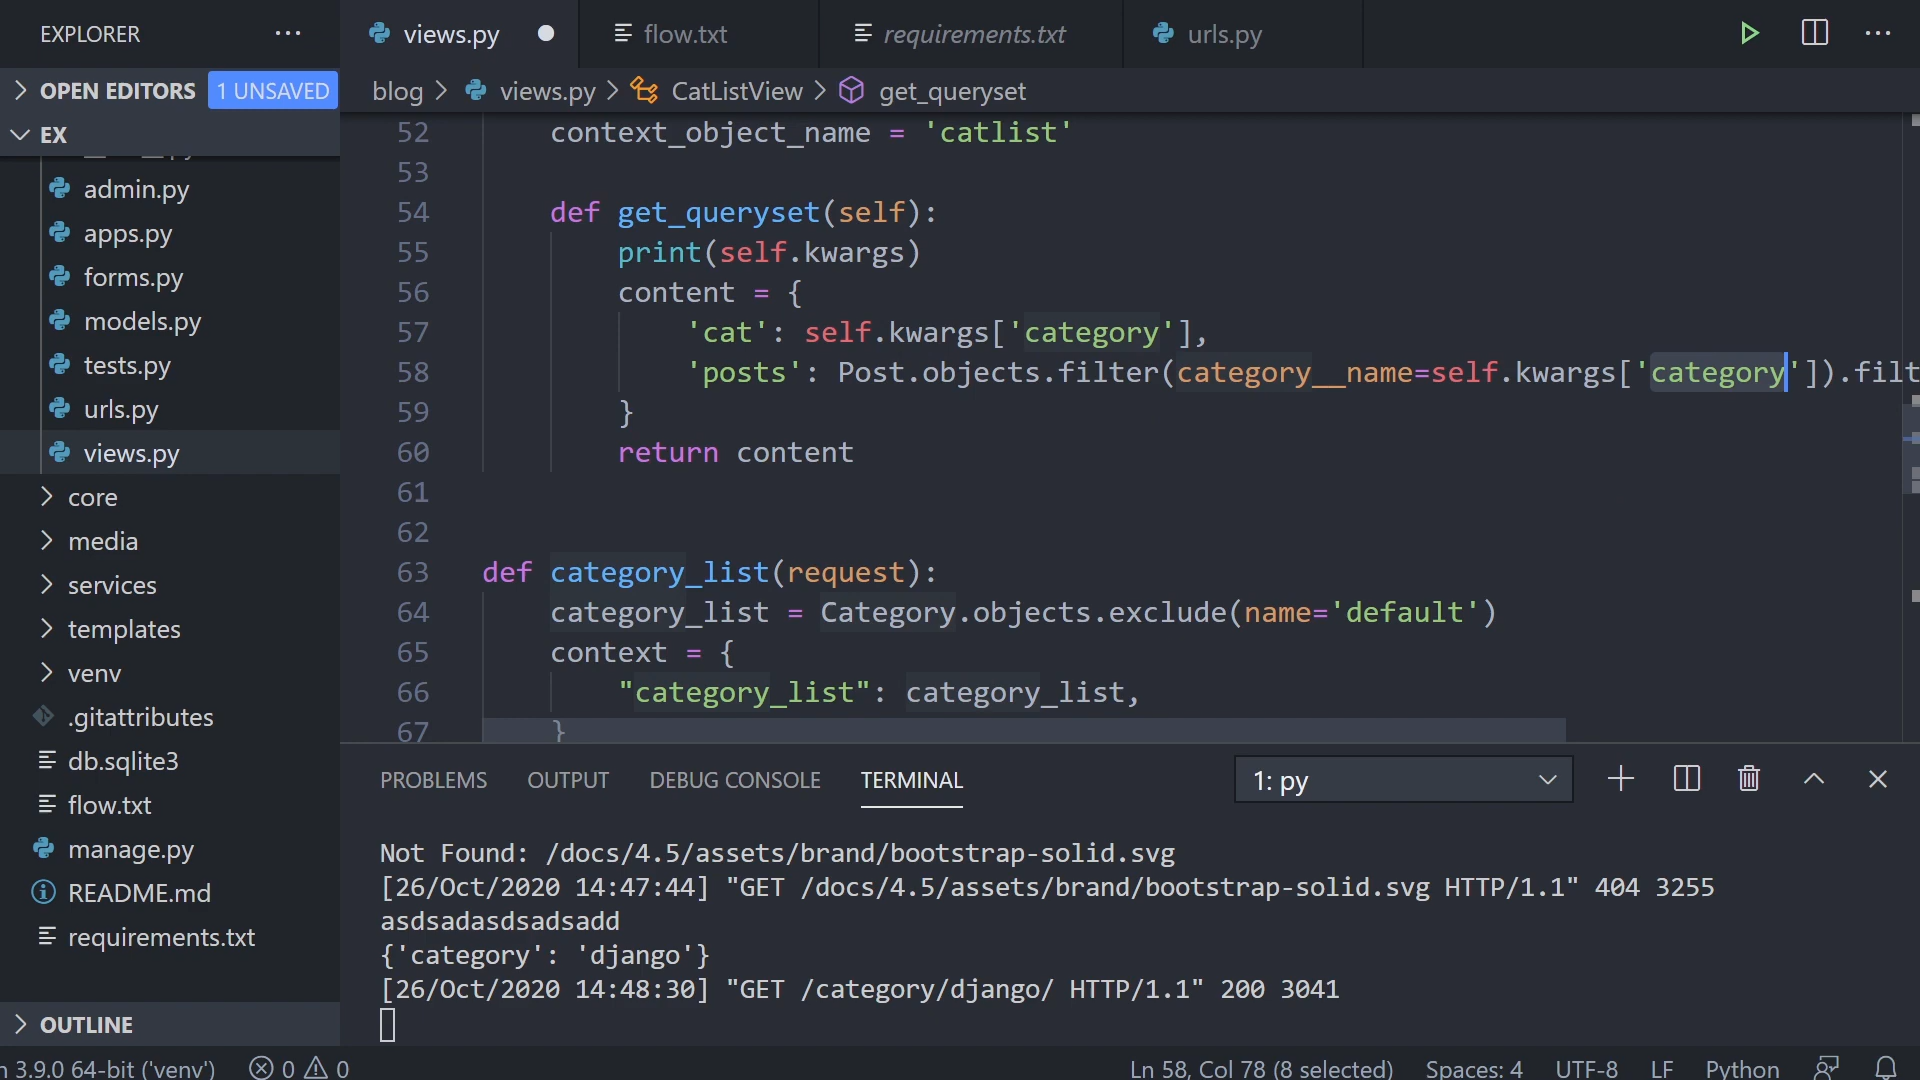 EXPLORER
views.py
flow.txt
requirements.txt
urls.py
OPEN EDITORS
1 UNSAVED
blog
views.py
CatListView
get_queryset
EX
admin.py
apps.py
forms.py
models.py
tests.py
urls.py
views.py
core
media
services
templates
venv
.gitattributes
db.sqlite3
flow.txt
manage.py
README.md
requirements.txt
OUTLINE
52 context_object_name = 'catlist'
53
54 def get_queryset(self):
55 print(self.kwargs)
56 content = {
57 'cat': self.kwargs['category'],
58 'posts': Post.objects.filter(category__name=self.kwargs['category']).filt
59 }
60 return content
61
62
63 def category_list(request):
64 category_list = Category.objects.exclude(name='default')
65 context = {
66 "category_list": category_list,
67 }
PROBLEMS
OUTPUT
DEBUG CONSOLE
TERMINAL
1: py
Not Found: /docs/4.5/assets/brand/bootstrap-solid.svg
[26/Oct/2020 14:47:44] "GET /docs/4.5/assets/brand/bootstrap-solid.svg HTTP/1.1" 404 3255
asdsadasdsadsadd
{'category': 'django'}
[26/Oct/2020 14:48:30] "GET /category/django/ HTTP/1.1" 200 3041
n 3.9.0 64-bit ('venv')
0
0
Ln 58, Col 78 (8 selected)
Spaces: 4
UTF-8
LF
Python